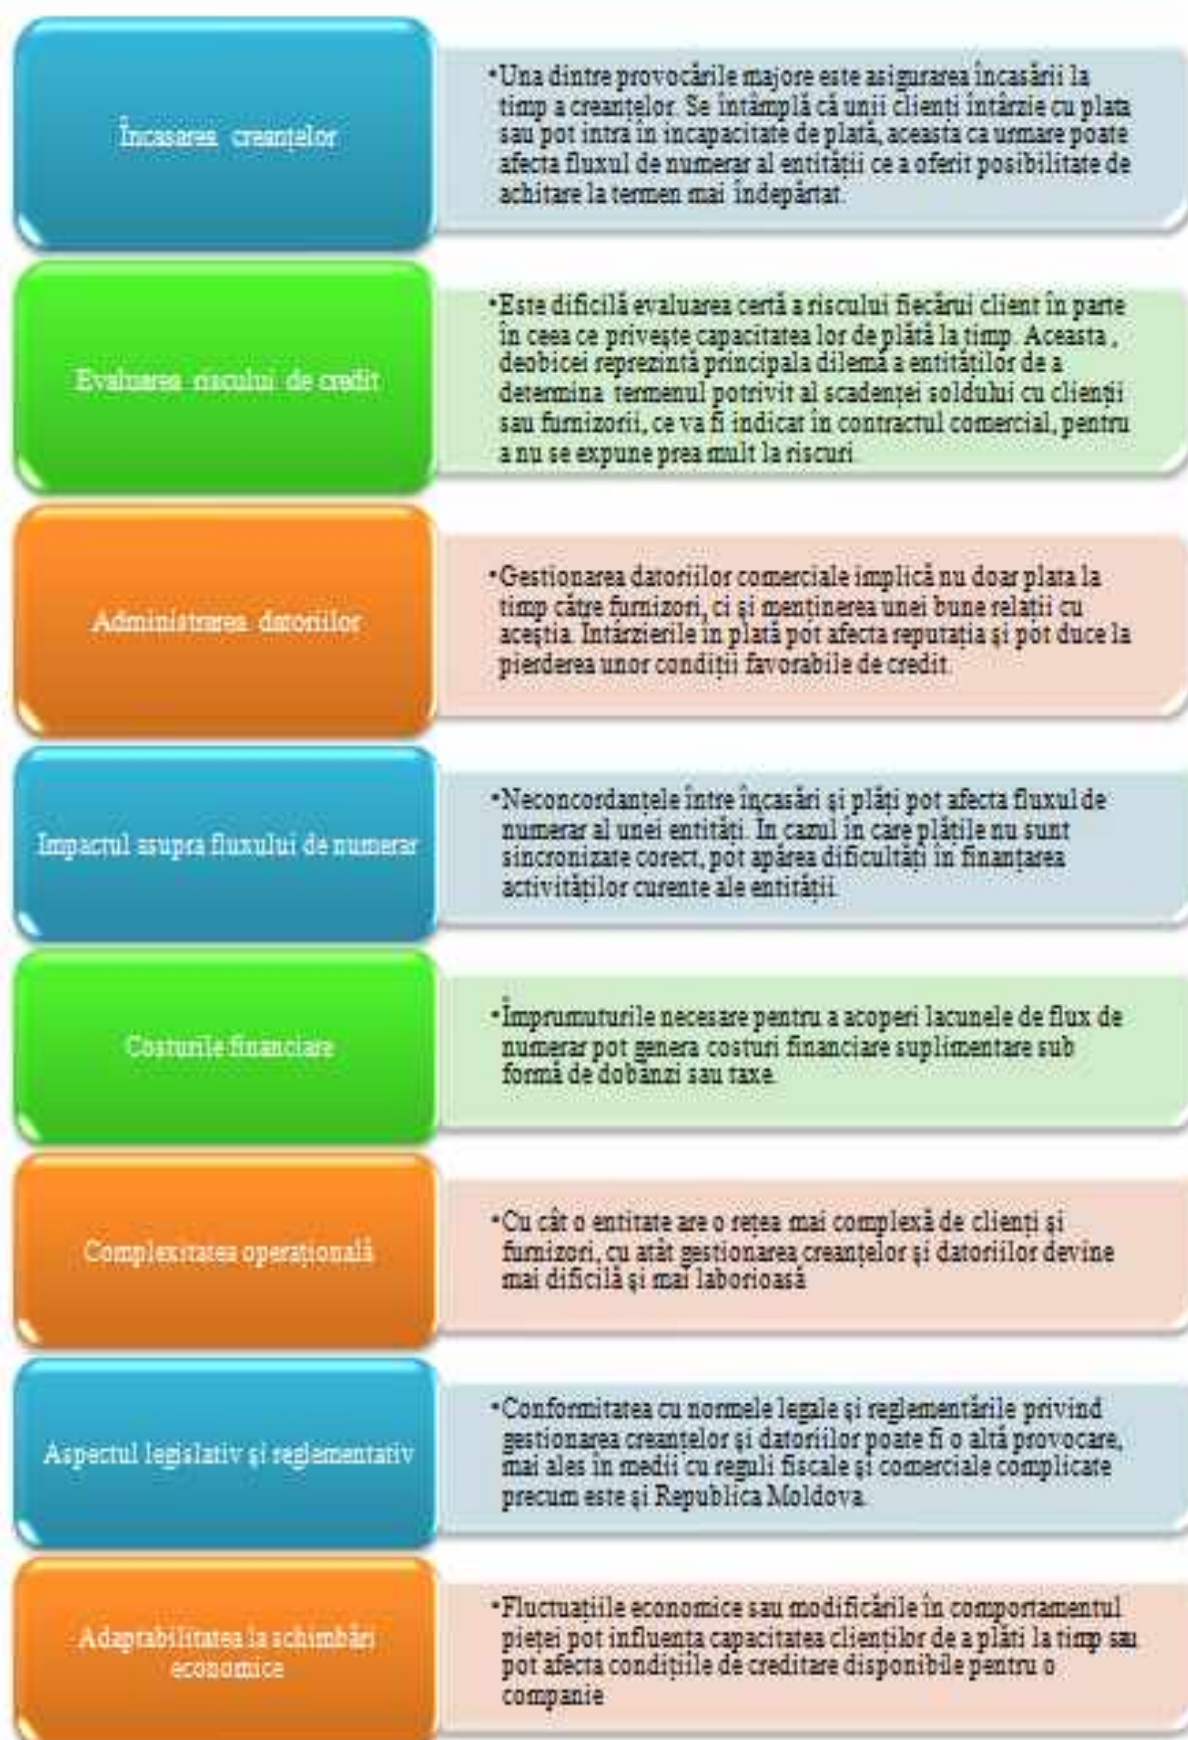 Încasarea creanțelor
•Una dintre provocările majore este asigurarea încasării la
timp a creanțelor. Se întâmplă că unii clienți întârzie cu plata
sau pot intra în incapacitate de plată, aceasta ca urmare poate
afecta fluxul de numerar al entității ce a oferit posibilitate de
achitare la termen mai îndepărtat.
Evaluarea riscului de credit
•Este dificilă evaluarea certă a riscului fiecărui client în parte
în ceea ce privește capacitatea lor de plătă la timp. Aceasta ,
deobicei reprezintă principala dilemă a entităților de a
determina termenul potrivit al scadenței soldului cu clienții
sau furnizorii, ce va fi indicat în contractul comercial, pentru
a nu se expune prea mult la riscuri.
Administrarea datoriilor
•Gestionarea datoriilor comerciale implică nu doar plata la
timp către furnizori, ci și menținerea unei bune relații cu
aceștia. Întârzierile în plată pot afecta reputația și pot duce la
pierderea unor condiții favorabile de credit.
Impactul asupra fluxului de numerar
•Neconcordanțele între încasări și plăți pot afecta fluxul de
numerar al unei entități. În cazul în care plățile nu sunt
sincronizate corect, pot apărea dificultăți în finanțarea
activităților curente ale entității.
Costurile financiare
•Împrumuturile necesare pentru a acoperi lacunele de flux de
numerar pot genera costuri financiare suplimentare sub
formă de dobânzi sau taxe.
Complexitatea operațională
•Cu cât o entitate are o rețea mai complexă de clienți și
furnizori, cu atât gestionarea creanțelor și datoriilor devine
mai dificilă și mai laborioasă
Aspectul legislativ și reglementativ
•Conformitatea cu normele legale și reglementările privind
gestionarea creanțelor și datoriilor poate fi o altă provocare,
mai ales în medii cu reguli fiscale și comerciale complicate
precum este și Republica Moldova.
Adaptabilitatea la schimbări
economice
•Fluctuațiile economice sau modificările în comportamentul
pieței pot influența capacitatea clienților de a plăti la timp sau
pot afecta condițiile de creditare disponibile pentru o
companie